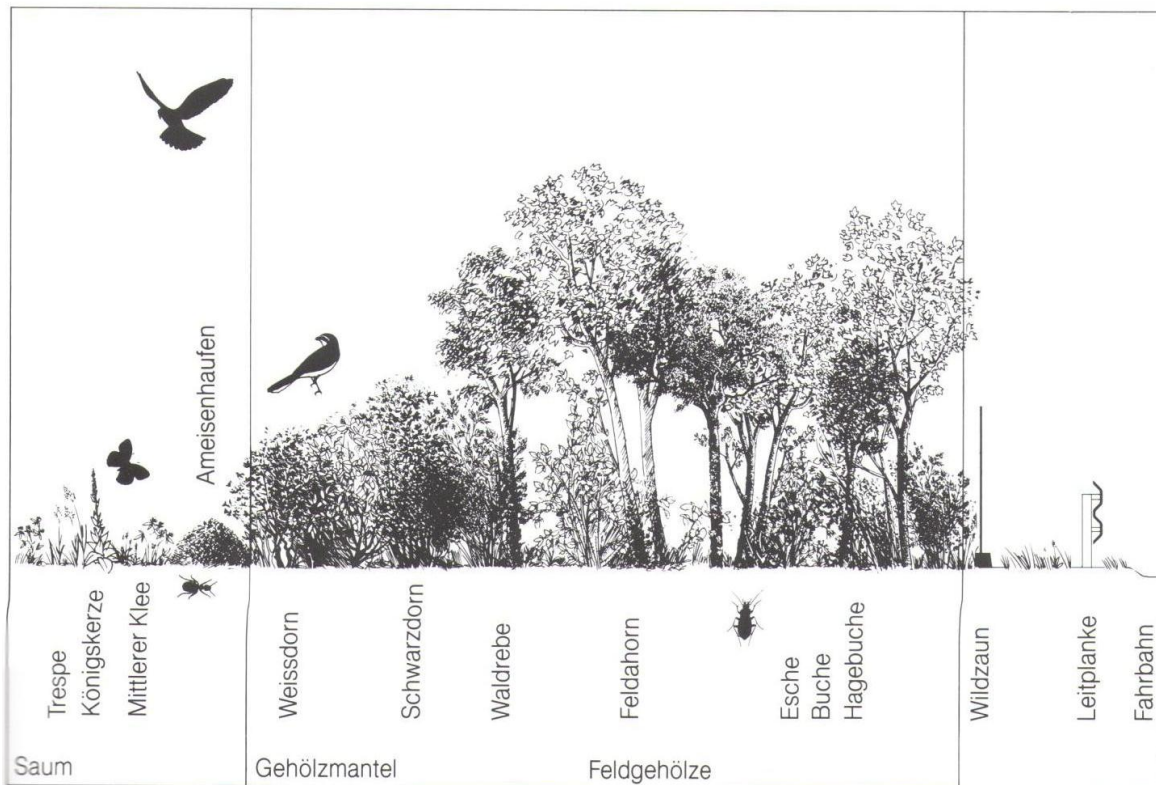 Ameisenhaufen
Trespe
Königskerze
Mittlerer Klee
Weissdorn
Schwarzdorn
Waldrebe
Feldahorn
Esche
Buche
Hagebuche
Wildzaun
Leitplanke
Fahrbahn
Saum
Gehölzmantel
Feldgehölze